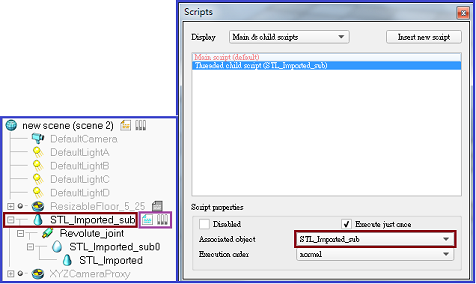 Scripts
Display
Main & child scripts
Insert new script
Main script (default)
Threaded child script (STL_Imported_sub)
Script properties
Disabled
Execute just once
Associated object
STL_Imported_sub
Execution order
normal
new scene (scene 2)
DefaultCamera
DefaultLightA
DefaultLightB
DefaultLightC
DefaultLightD
ResizableFloor_5_25
STL_Imported_sub
Revolute_joint
STL_Imported_sub0
STL_Imported
XYZCameraProxy